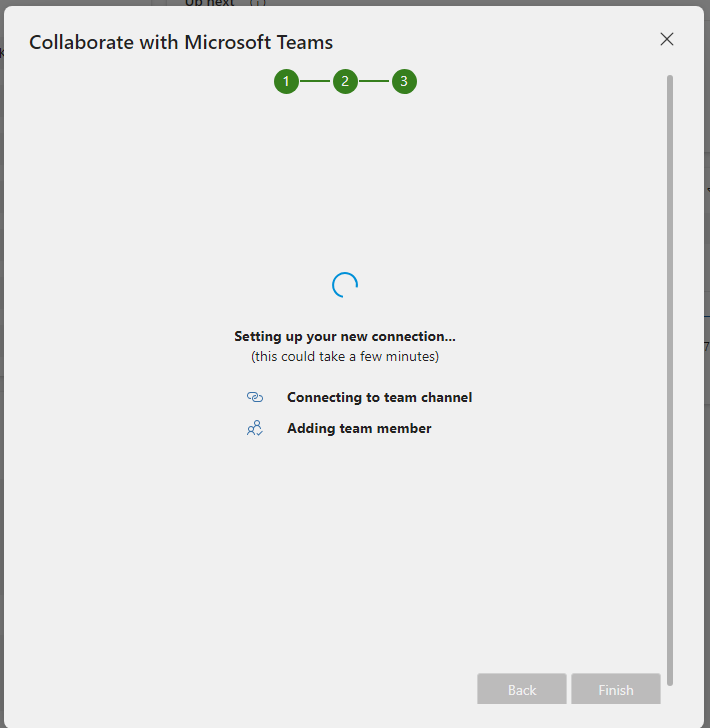 Up next
Collaborate with Microsoft Teams
1 2 3
Setting up your new connection...
(this could take a few minutes)
Connecting to team channel
Adding team member
Back Finish